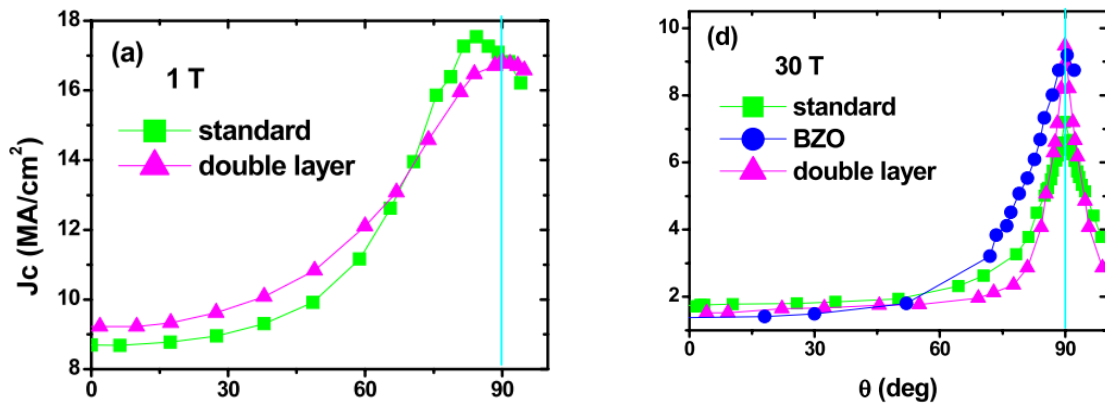 (a)
1 T
standard
double layer
Jc (MA/cm²)
18
16
14
12
10
8
0
30
60
90
(d)
30 T
standard
BZO
double layer
10
8
6
4
2
0
30
60
90
θ (deg)